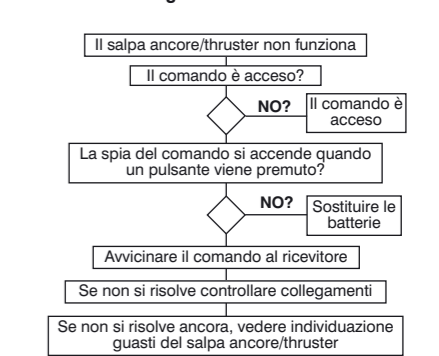 Il salpa ancore/thruster non funziona
Il comando è acceso?
NO?
Il comando è
acceso
La spia del comando si accende quando
un pulsante viene premuto?
NO?
Sostituire le
batterie
Avvicinare il comando al ricevitore
Se non si risolve controllare collegamenti
Se non si risolve ancora, vedere individuazione
guasti del salpa ancore/thruster